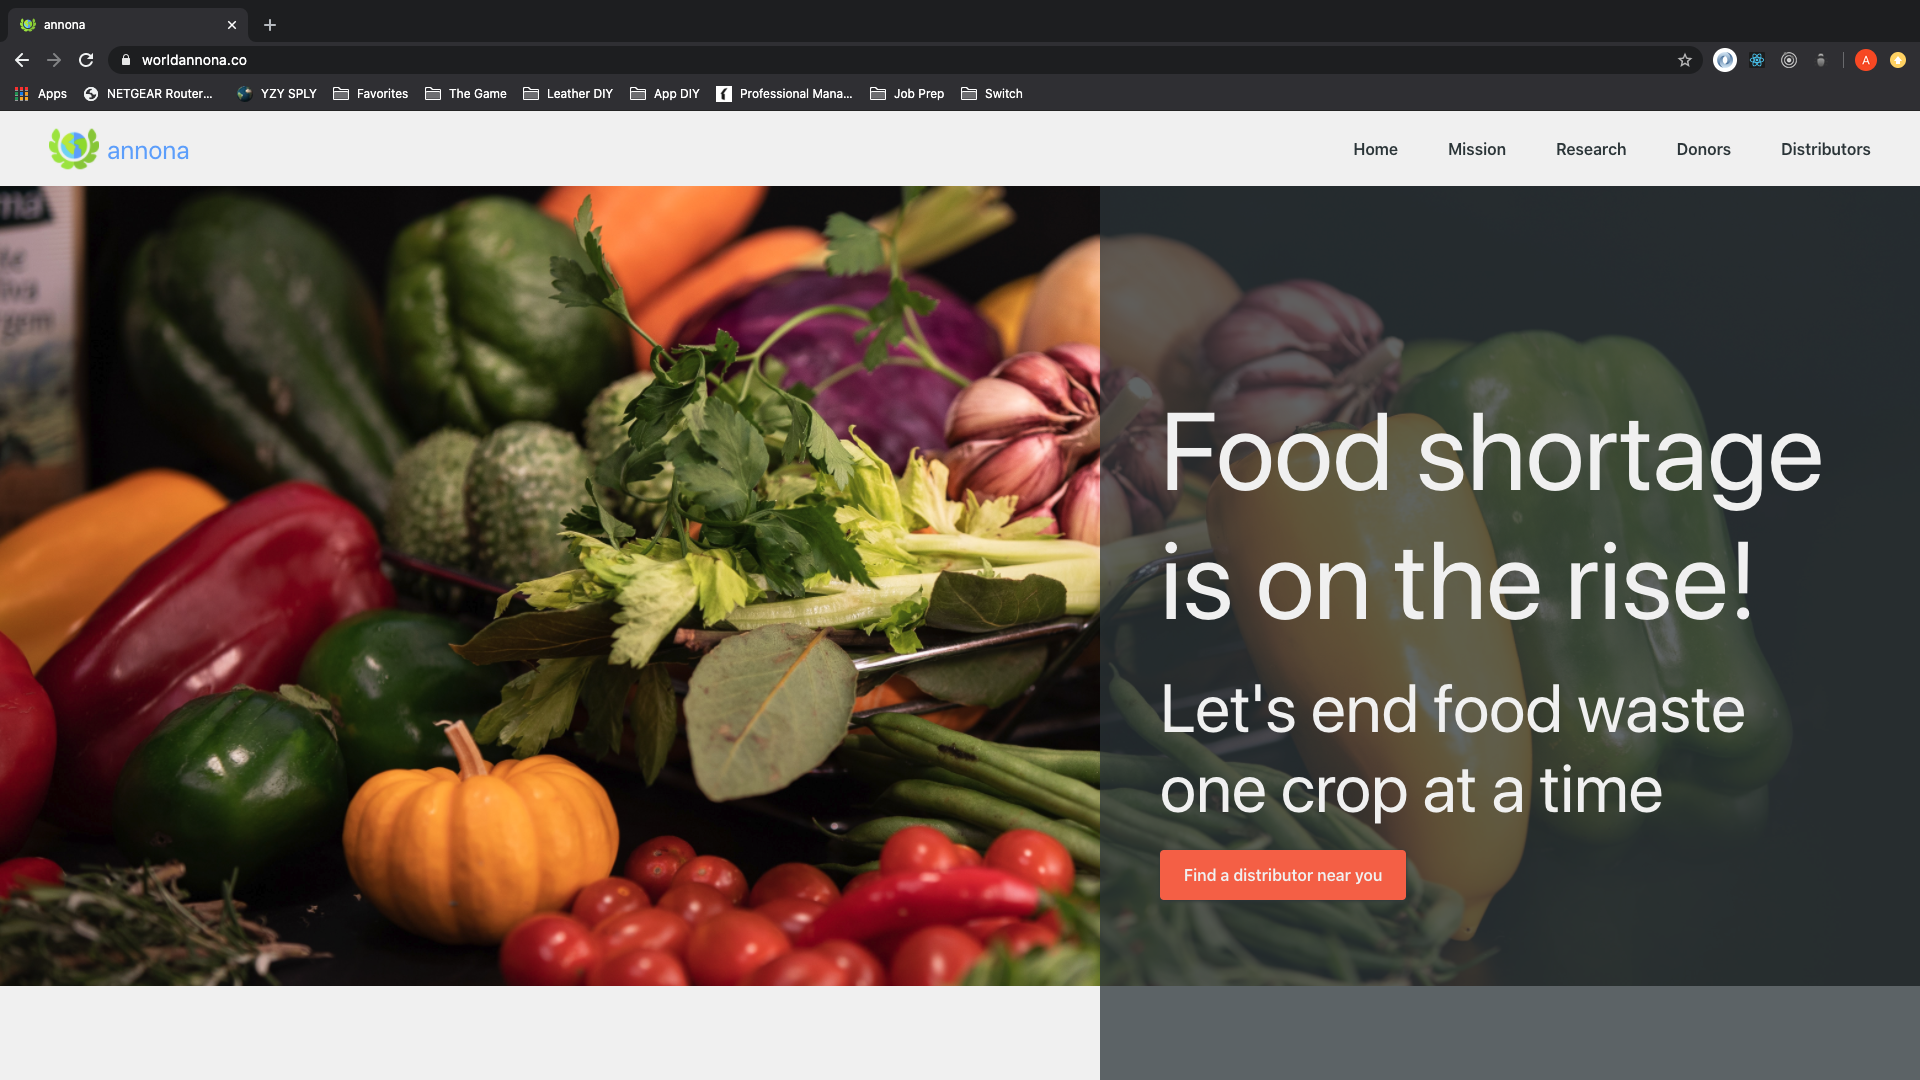 annona
worldannona.co
A
Apps NETGEAR Router... YZY SPLY Favorites The Game Leather DIY App DIY Professional Mana... Job Prep Switch
annona Home Mission Research Donors Distributors
Food shortage
is on the rise!
Let's end food waste
one crop at a time
Find a distributor near you